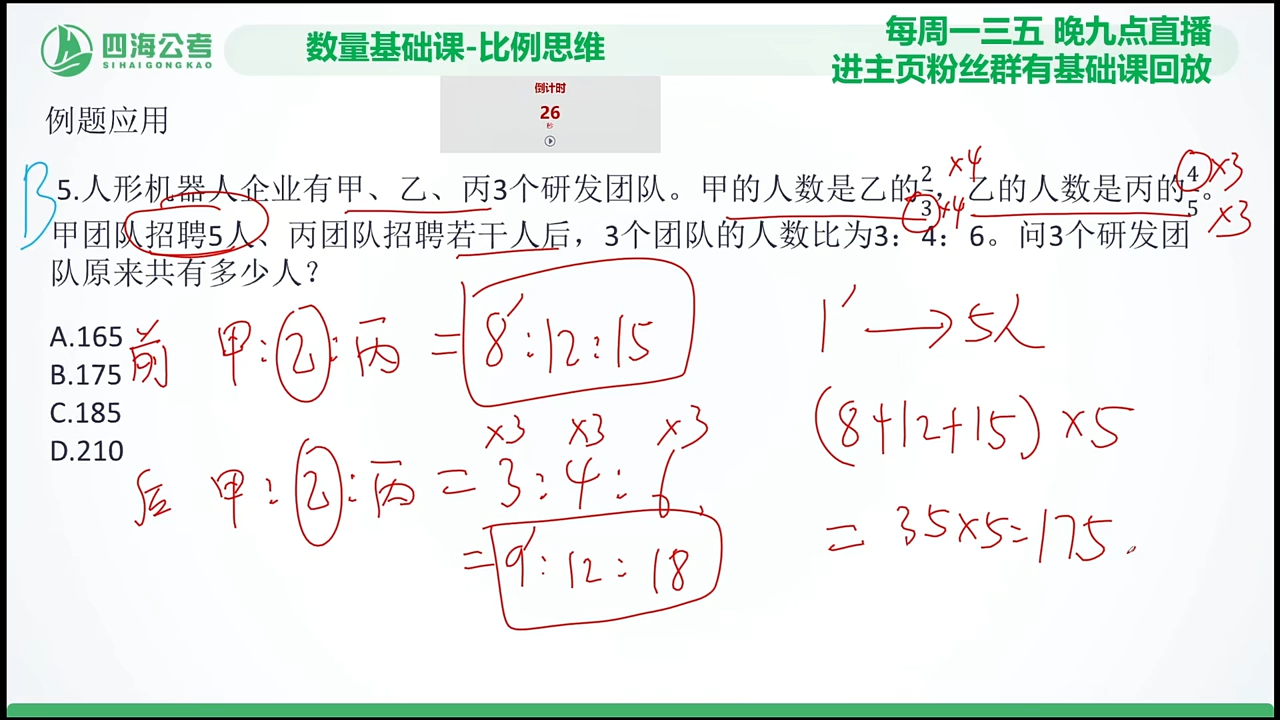 四海公考
SIHAIGONGKAO
数量基础课-比例思维
每周一三五 晚九点直播
进主页粉丝群有基础课回放
倒计时
26
秒
例题应用
B
×4 ×3
5.人形机器人企业有甲、乙、丙3个研发团队。甲的人数是乙的2/3，乙的人数是丙的4/5。
×4 ×3
甲团队招聘5人、丙团队招聘若干人后，3个团队的人数比为3：4：6。问3个研发团
队原来共有多少人？
A.165
B.175
C.185
D.210
前 甲:乙:丙 = 8':12:15
×3 ×3 ×3
后 甲:乙:丙 = 3:4:6
= 9':12:18
1' → 5人
(8+12+15)×5
= 35×5=175.